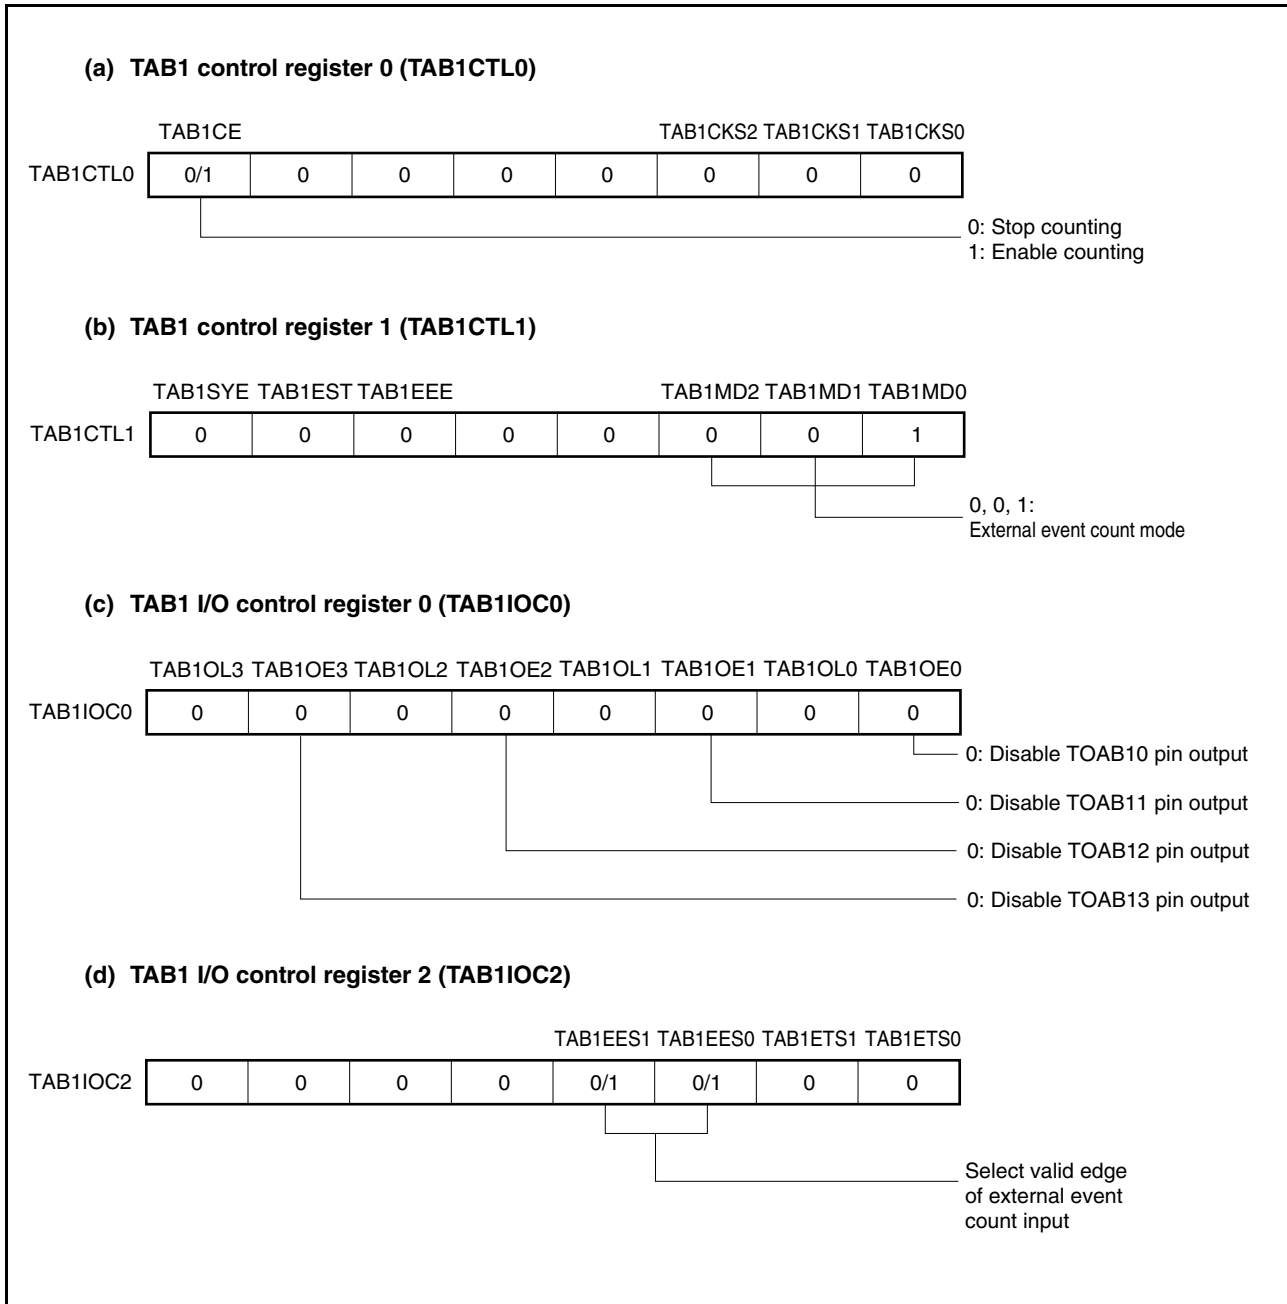 (a) TAB1 control register 0 (TAB1CTL0)
TAB1CE TAB1CKS2 TAB1CKS1 TAB1CKS0
TAB1CTL0 0/1 0 0 0 0 0 0 0
0: Stop counting
1: Enable counting
(b) TAB1 control register 1 (TAB1CTL1)
TAB1SYE TAB1EST TAB1EEE TAB1MD2 TAB1MD1 TAB1MD0
TAB1CTL1 0 0 0 0 0 0 0 1
0, 0, 1:
External event count mode
(c) TAB1 I/O control register 0 (TAB1IOC0)
TAB1OL3 TAB1OE3 TAB1OL2 TAB1OE2 TAB1OL1 TAB1OE1 TAB1OL0 TAB1OE0
TAB1IOC0 0 0 0 0 0 0 0 0
0: Disable TOAB10 pin output
0: Disable TOAB11 pin output
0: Disable TOAB12 pin output
0: Disable TOAB13 pin output
(d) TAB1 I/O control register 2 (TAB1IOC2)
TAB1EES1 TAB1EES0 TAB1ETS1 TAB1ETS0
TAB1IOC2 0 0 0 0 0/1 0/1 0 0
Select valid edge
of external event
count input